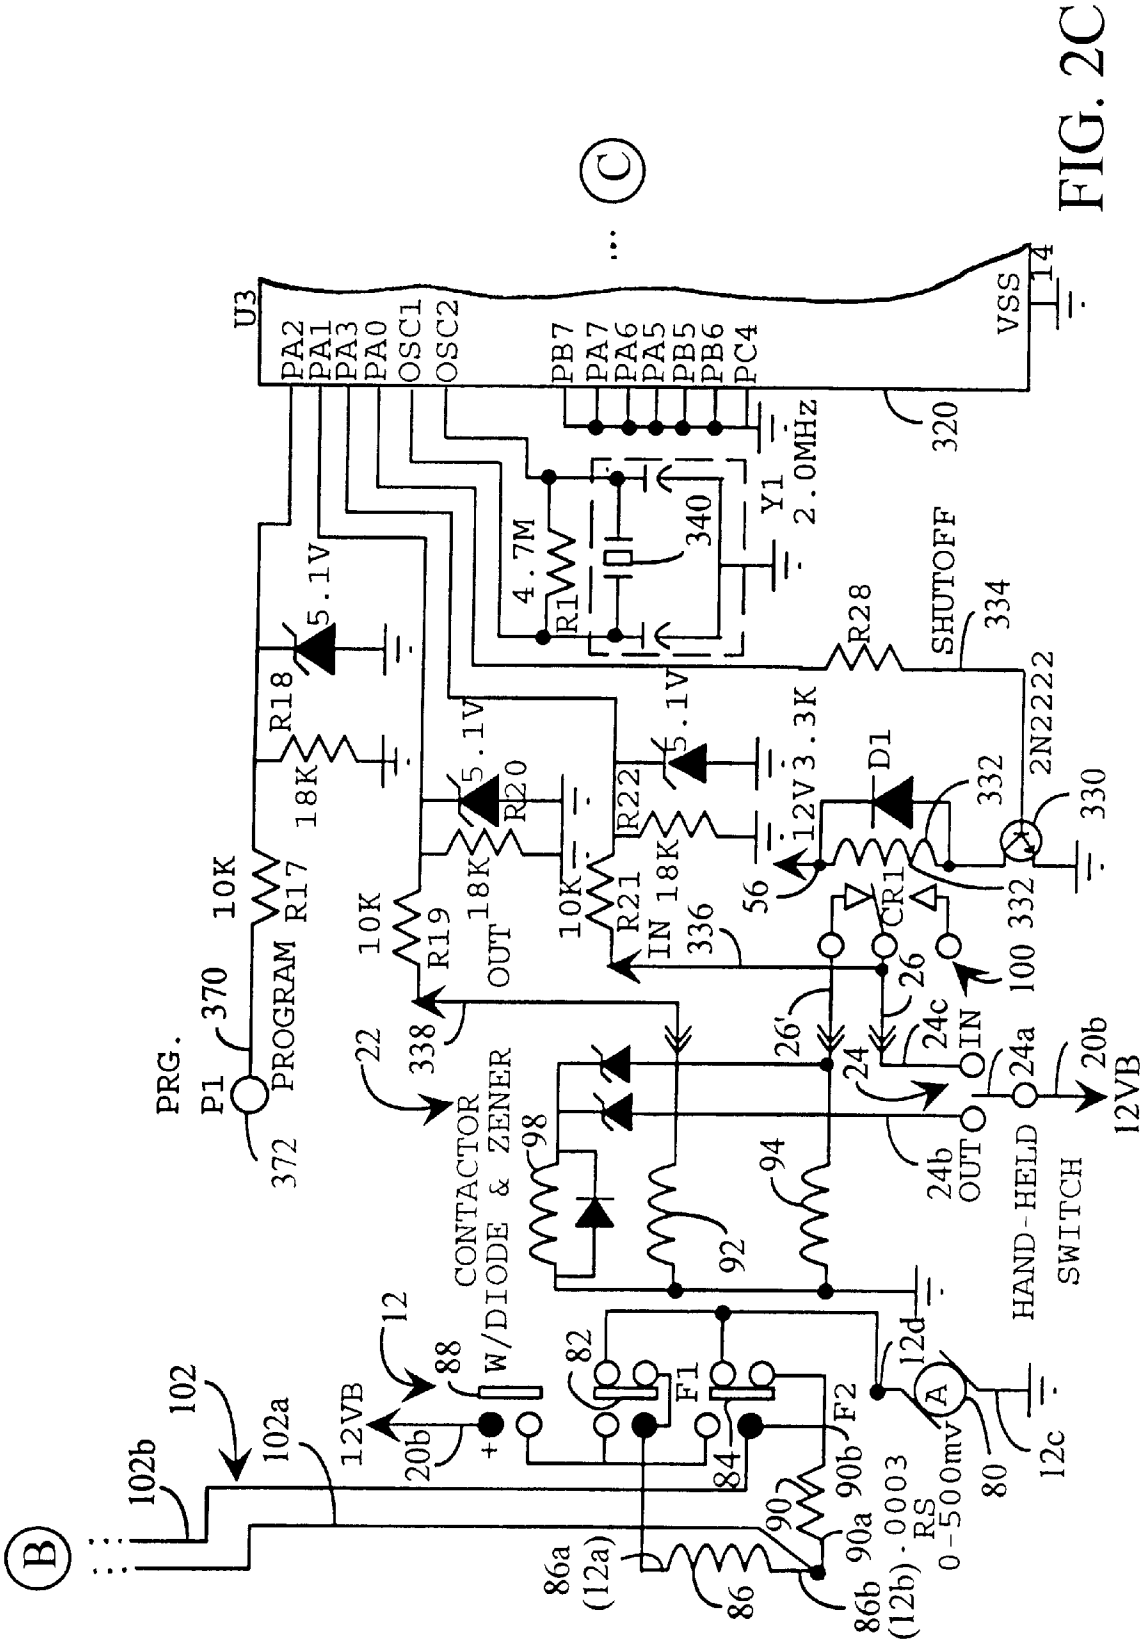 B
102b
102
102a
12VB
12
20b
+
88
CONTACTOR
W/DIODE & ZENER
22
98
82
F1
84
F2
12d
A
80
12c
86a
(12a)
86
86b
(12b)
90
90a
90b
.0003
RS
0-500mv
92
94
PRG.
P1
372
370
PROGRAM
10K
R17
18K
R18
5.1V
10K
R19
338
OUT
18K
R20
5.1V
10K
R21
IN
336
18K
R22
5.1V
26'
26
24
24c
IN
24b
OUT
24a
20b
12VB
HAND-HELD
SWITCH
100
56
12V
3.3K
CR1
332
D1
332
330
2N2222
SHUTOFF
334
R28
4.7M
R1
340
Y1
2.0MHz
U3
PA2
PA1
PA3
PA0
OSC1
OSC2
PB7
PA7
PA6
PA5
PB5
PB6
PC4
320
VSS
14
C
FIG. 2C